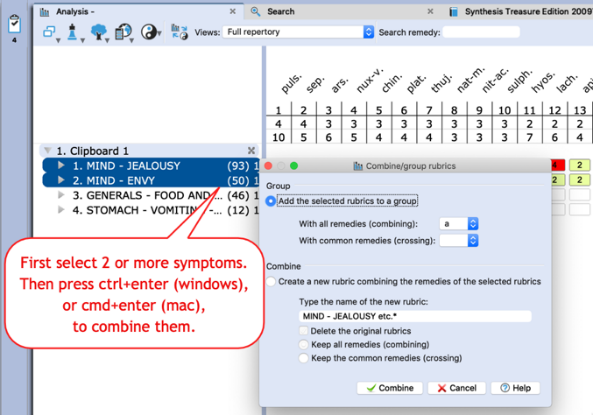 Analysis -
Search
Synthesis Treasure Edition 2009
4
Views:
Full repertory
Search remedy:
puls. sep. ars. nux-v. chin. plat. thuj. nat-m. nit-ac. sulph. hyos. lach.
1 2 3 4 5 6 7 8 9 10 11 12 13
4 4 3 3 3 3 3 3 3 3 2 2 2
10 5 6 5 4 4 4 3 3 3 7 6 4
1. Clipboard 1
1. MIND - JEALOUSY (93) 1
2. MIND - ENVY (50) 1
3. GENERALS - FOOD AND... (46) 1
4. STOMACH - VOMITIN... -... (12) 1
4 2
2 2
First select 2 or more symptoms.
Then press ctrl+enter (windows),
or cmd+enter (mac),
to combine them.
Combine/group rubrics
Group
Add the selected rubrics to a group
With all remedies (combining): a
With common remedies (crossing):
Combine
Create a new rubric combining the remedies of the selected rubrics
Type the name of the new rubric:
MIND - JEALOUSY etc.*
Delete the original rubrics
Keep all remedies (combining)
Keep the common remedies (crossing)
Combine
Cancel
Help